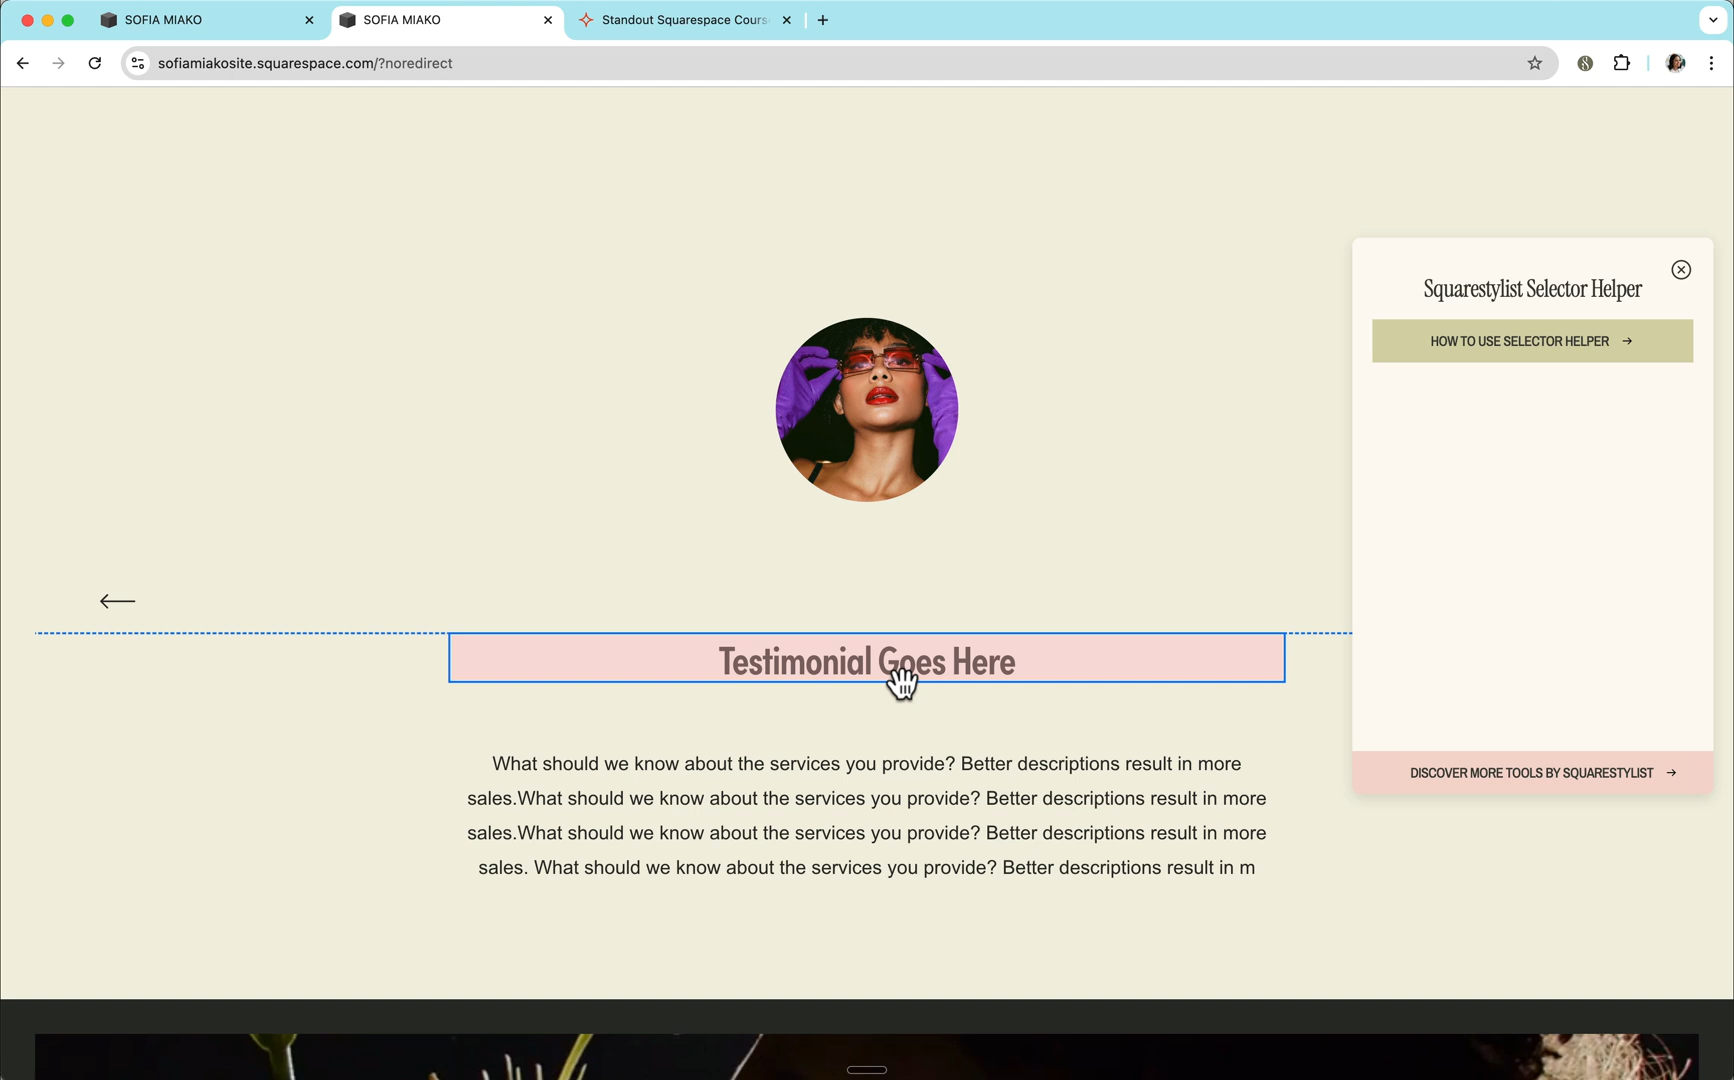 SOFIA MIAKO
SOFIA MIAKO
Standout Squarespace Cours
sofiamiakosite.squarespace.com/?noredirect
Squarestylist Selector Helper
HOW TO USE SELECTOR HELPER →
Testimonial Goes Here
What should we know about the services you provide? Better descriptions result in more
sales.What should we know about the services you provide? Better descriptions result in more
sales.What should we know about the services you provide? Better descriptions result in more
sales. What should we know about the services you provide? Better descriptions result in m
DISCOVER MORE TOOLS BY SQUARESTYLIST →